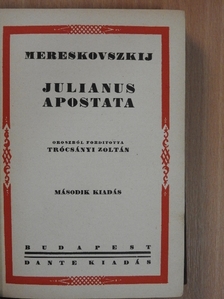 MERESKOVSZKIJ
JULIANUS
APOSTATA
OROSZBÓL FORDÍTOTTA
TRÓCSÁNYI ZOLTÁN
MÁSODIK KIADÁS
BUDAPEST
DANTE KIADÁS